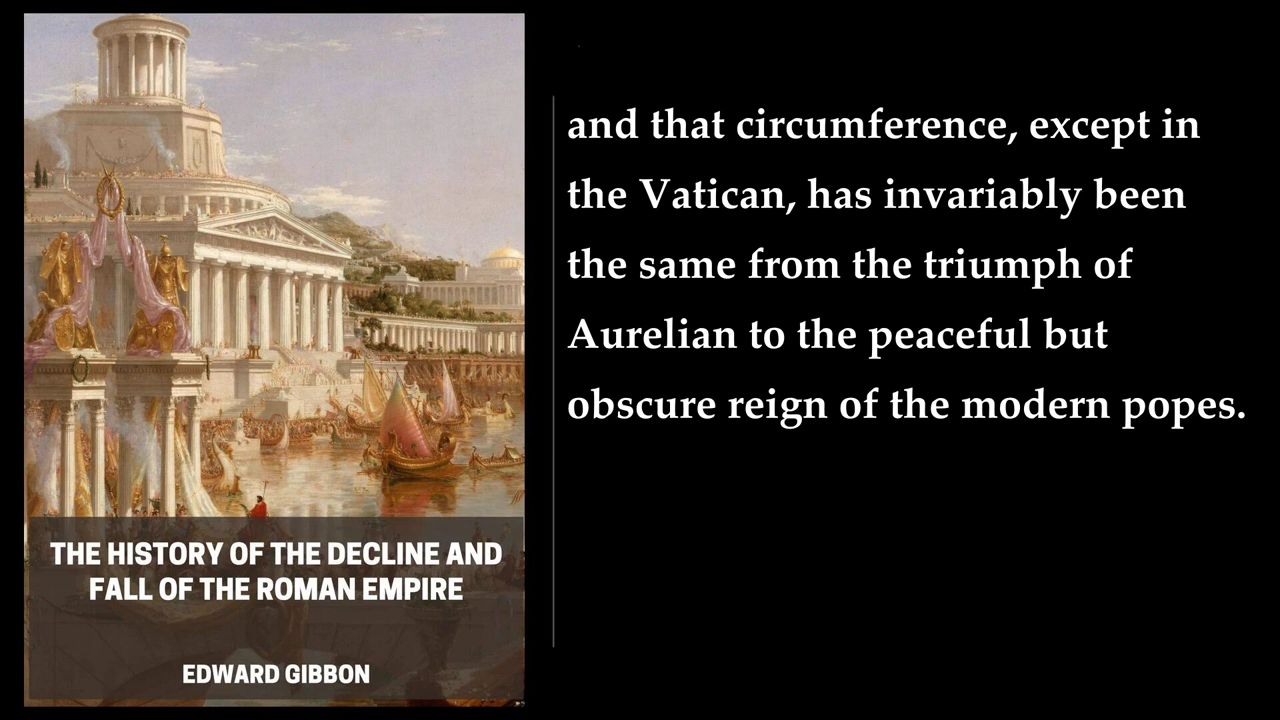 THE HISTORY OF THE DECLINE AND
FALL OF THE ROMAN EMPIRE
EDWARD GIBBON
and that circumference, except in
the Vatican, has invariably been
the same from the triumph of
Aurelian to the peaceful but
obscure reign of the modern popes.